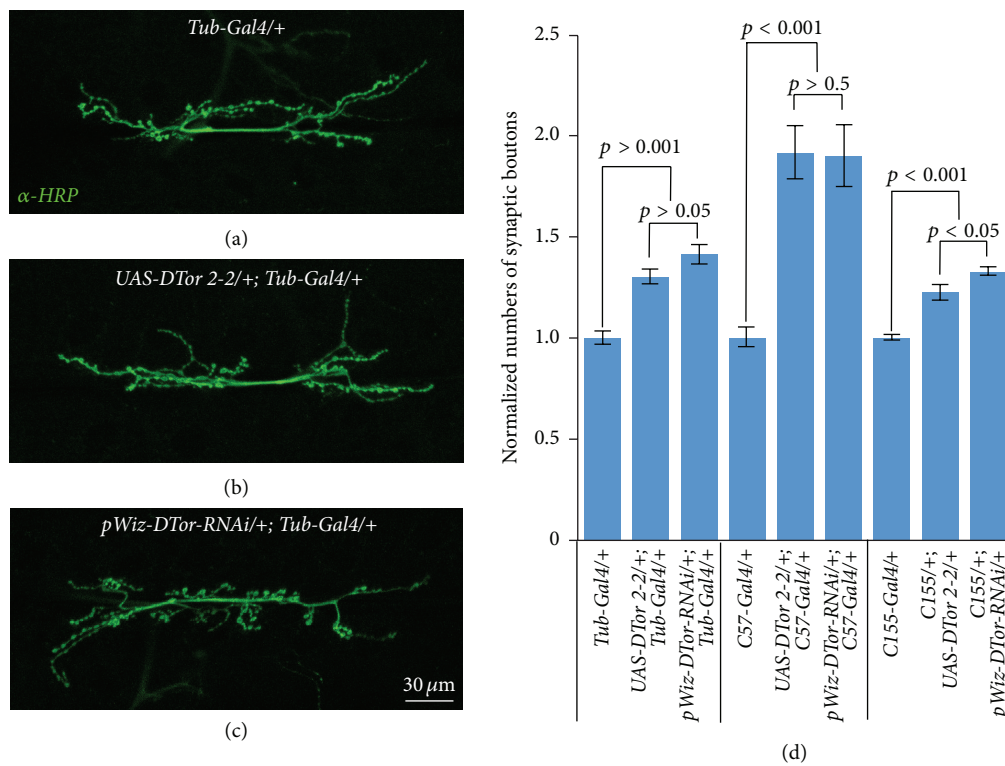 Tub-Gal4/+
α-HRP
(a)
UAS-DTor 2-2/+; Tub-Gal4/+
(b)
pWiz-DTor-RNAi/+; Tub-Gal4/+
30 μm
(c)
Normalized numbers of synaptic boutons
2.5
2.0
1.5
1.0
0.5
0
p > 0.001
p > 0.05
p < 0.001
p > 0.5
p < 0.001
p < 0.05
Tub-Gal4/+
UAS-DTor 2-2/+;
Tub-Gal4/+
pWiz-DTor-RNAi/+;
Tub-Gal4/+
C57-Gal4/+
UAS-DTor 2-2/+;
C57-Gal4/+
pWiz-DTor-RNAi/+;
C57-Gal4/+
C155-Gal4/+
C155/+;
UAS-DTor 2-2/+
C155/+;
pWiz-DTor-RNAi/+
(d)